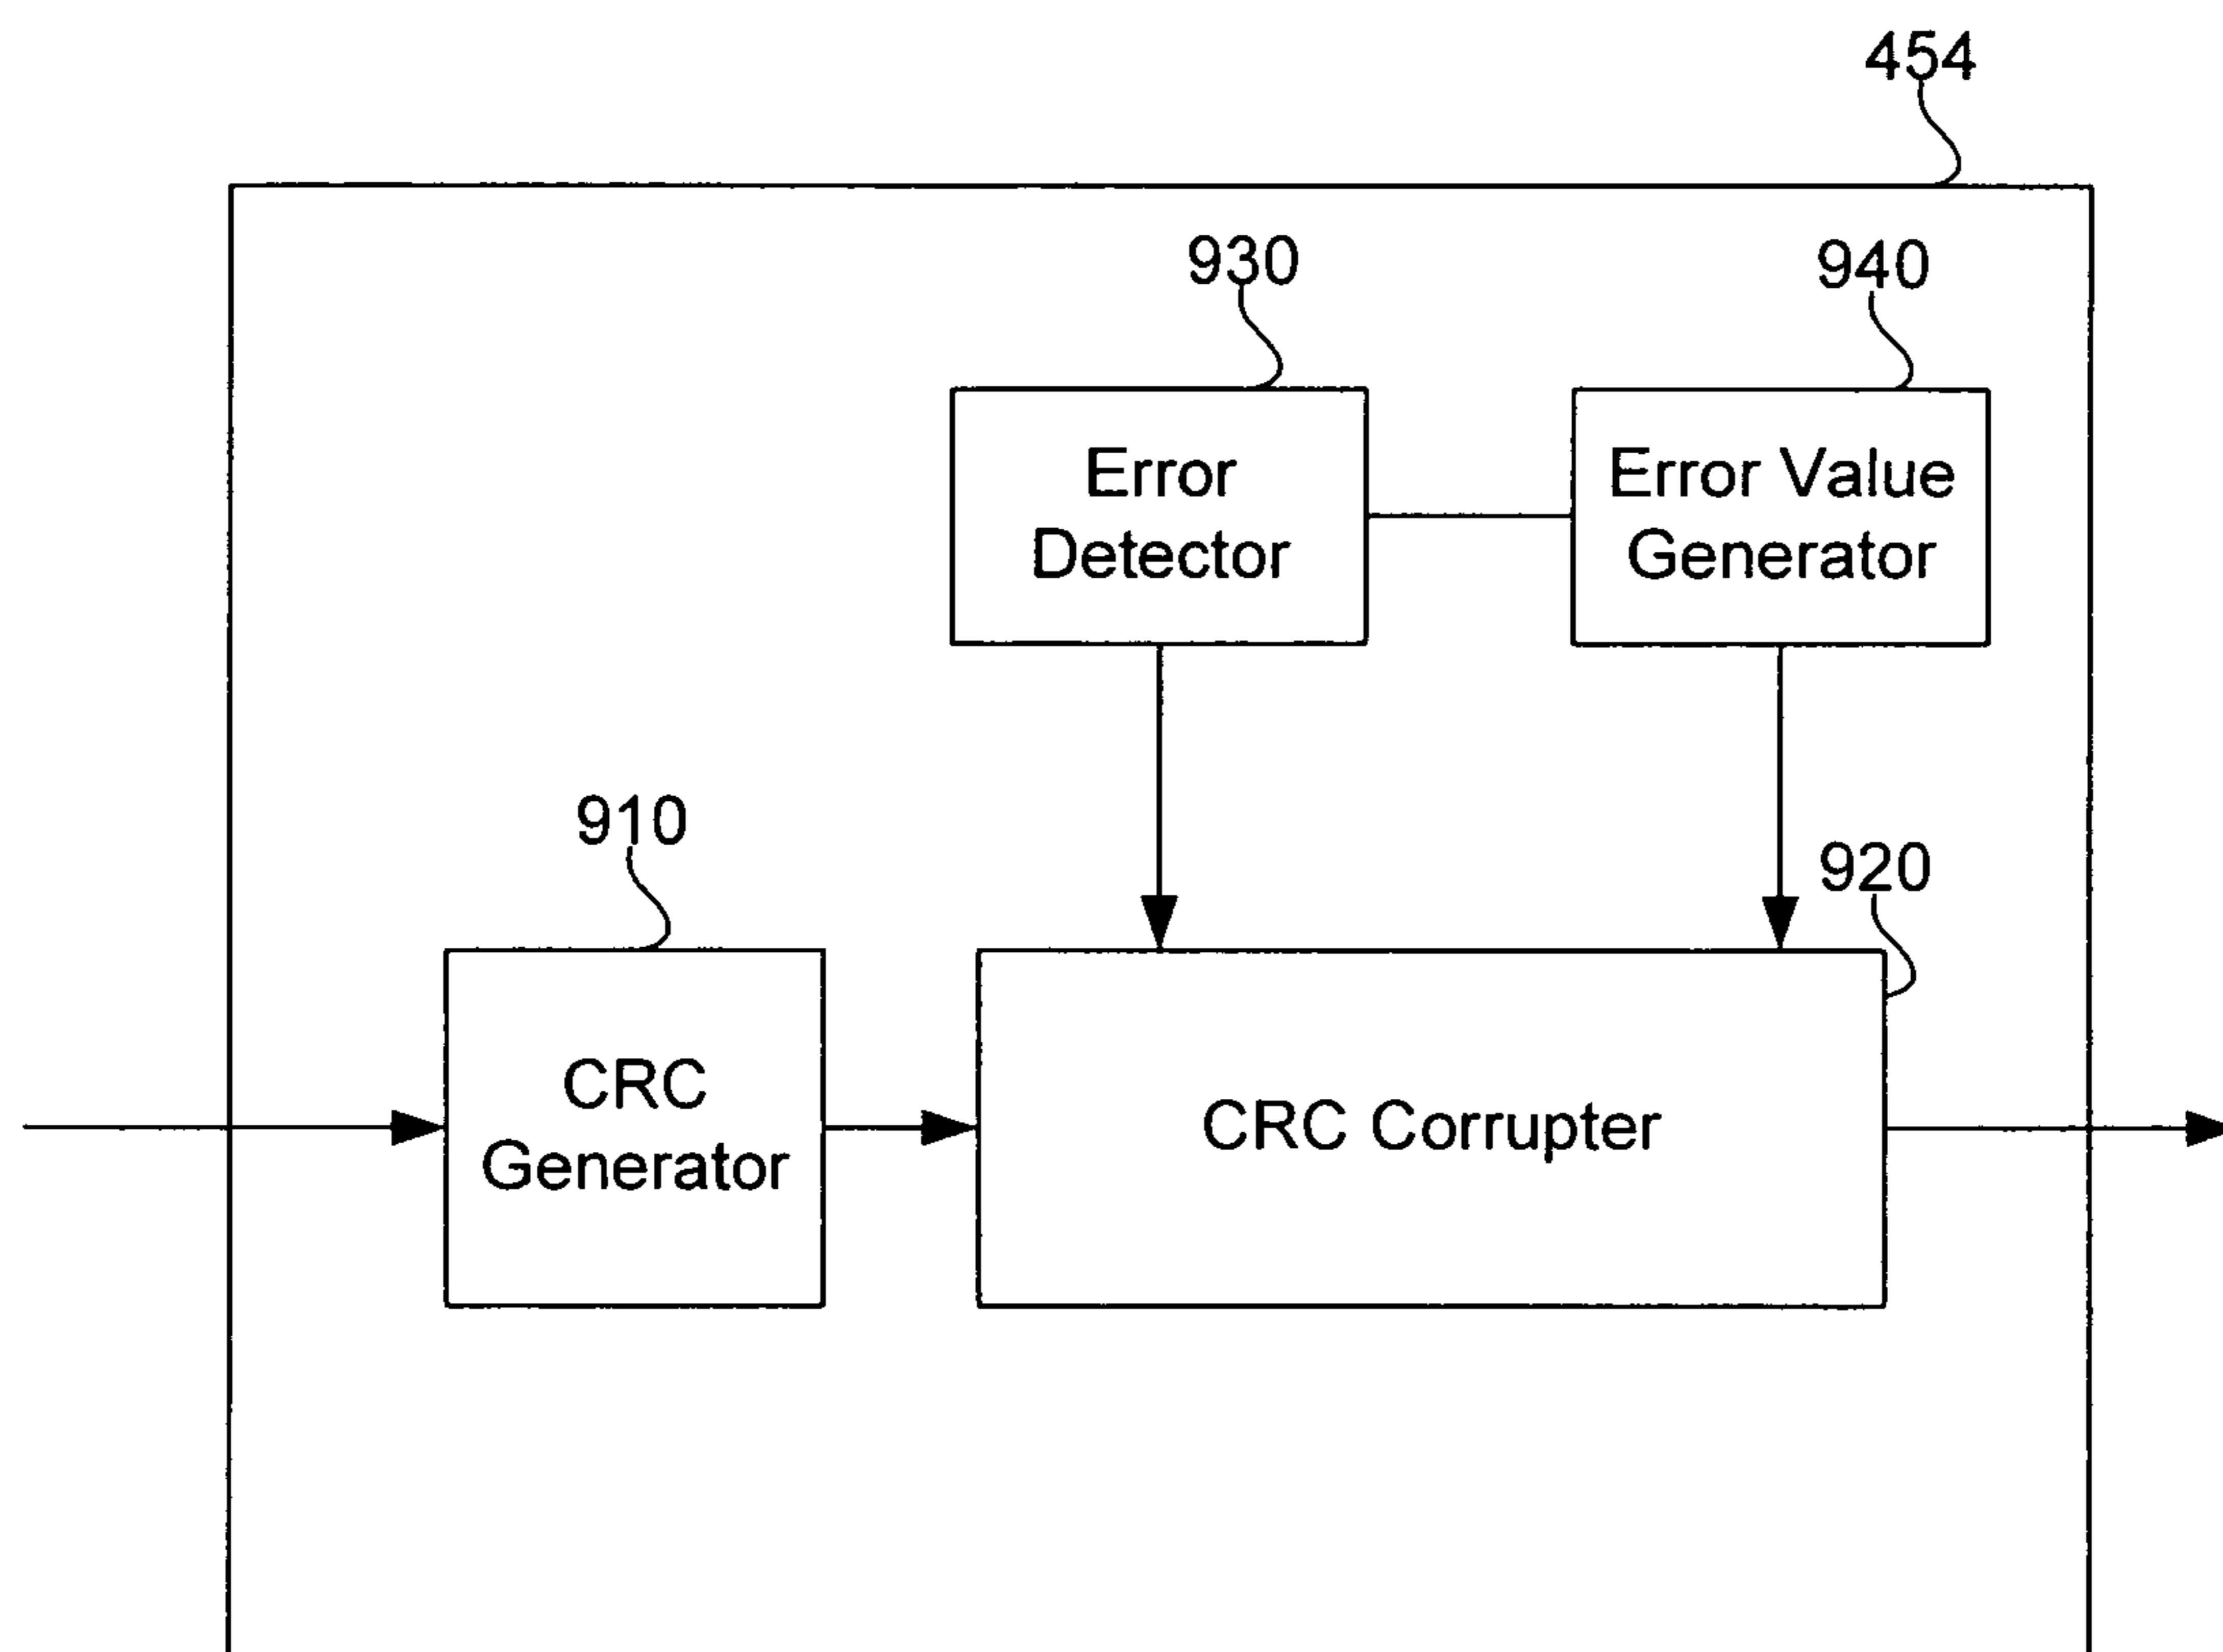 454
930
940
Error
Detector
Error Value
Generator
910
920
CRC
Generator
CRC Corrupter